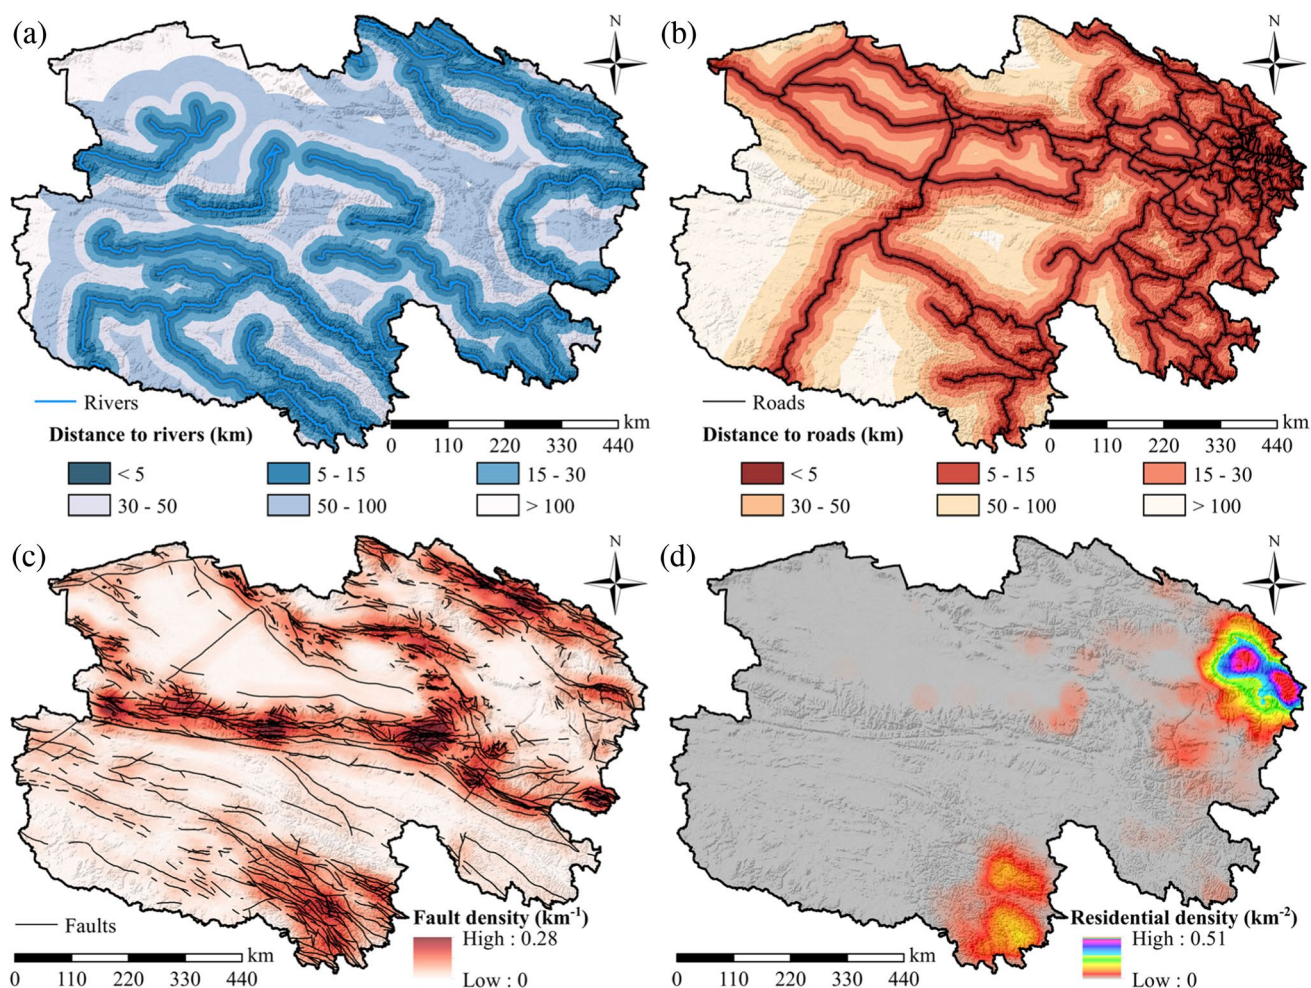 (a)
N
Rivers
Distance to rivers (km)
km
0 110 220 330 440
< 5
5 - 15
15 - 30
30 - 50
50 - 100
> 100
(b)
N
Roads
Distance to roads (km)
km
0 110 220 330 440
< 5
5 - 15
15 - 30
30 - 50
50 - 100
> 100
(c)
N
Faults
km
0 110 220 330 440
Fault density (km⁻¹)
High : 0.28
Low : 0
(d)
N
km
0 110 220 330 440
Residential density (km⁻²)
High : 0.51
Low : 0